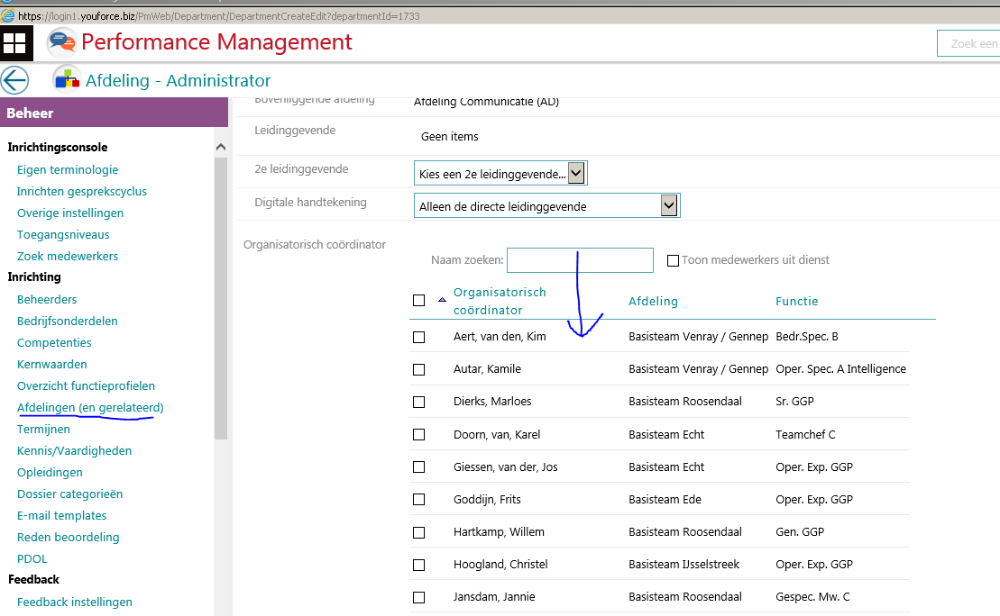 https://login1.youforce.biz/PmWeb/Department/DepartmentCreateEdit?departmentId=1733
Performance Management
Zoek een
Afdeling - Administrator
Beheer
Inrichtingsconsole
Eigen terminologie
Inrichten gesprekscyclus
Overige instellingen
Toegangsniveaus
Zoek medewerkers
Inrichting
Beheerders
Bedrijfsonderdelen
Competenties
Kernwaarden
Overzicht functieprofielen
Afdelingen (en gerelateerd)
Termijnen
Kennis/Vaardigheden
Opleidingen
Dossier categorieën
E-mail templates
Reden beoordeling
PDOL
Feedback
Feedback instellingen
Bovenliggende afdeling Afdeling Communicatie (AD)
Leidinggevende Geen items
2e leidinggevende Kies een 2e leidinggevende...
Digitale handtekening Alleen de directe leidinggevende
Organisatorisch coördinator
Naam zoeken: Toon medewerkers uit dienst
Organisatorisch coördinator Afdeling Functie
Aert, van den, Kim Basisteam Venray / Gennep Bedr.Spec. B
Autar, Kamile Basisteam Venray / Gennep Oper. Spec. A Intelligence
Dierks, Marloes Basisteam Roosendaal Sr. GGP
Doorn, van, Karel Basisteam Echt Teamchef C
Giessen, van der, Jos Basisteam Echt Oper. Exp. GGP
Goddijn, Frits Basisteam Ede Oper. Exp. GGP
Hartkamp, Willem Basisteam Roosendaal Gen. GGP
Hoogland, Christel Basisteam IJsselstreek Oper. Exp. GGP
Jansdam, Jannie Basisteam Roosendaal Gespec. Mw. C